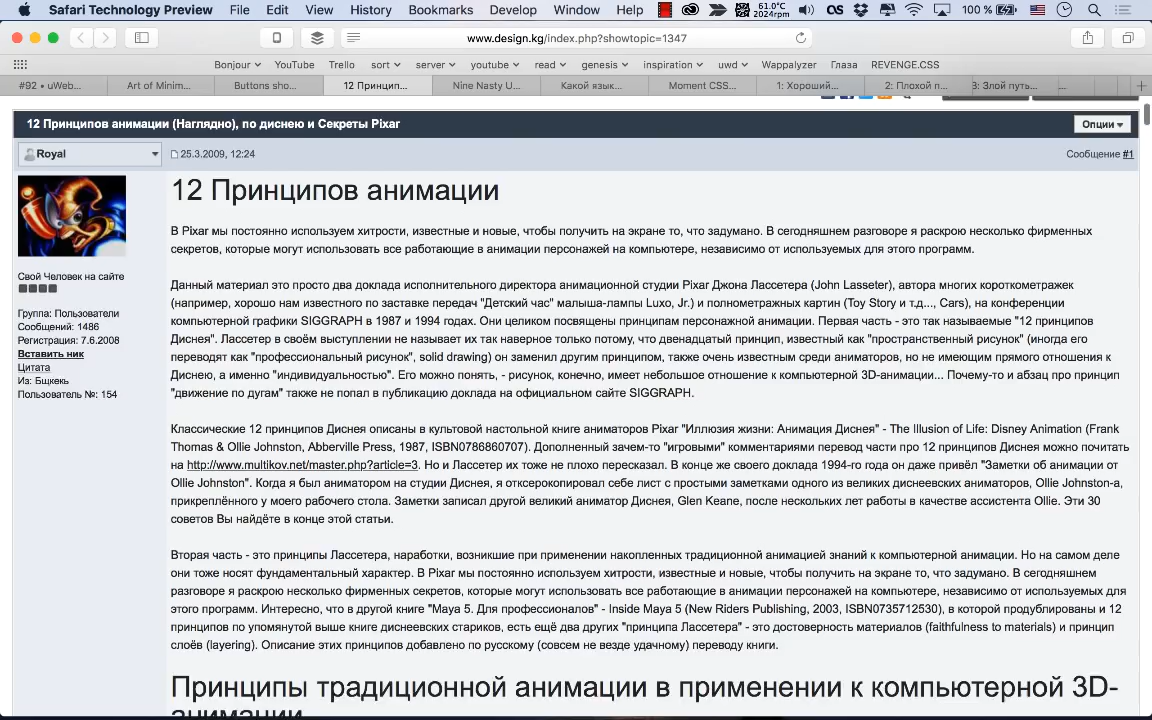 Safari Technology Preview File Edit View History Bookmarks Develop Window Help 61.0°C 2024rpm 100 %
www.design.kg/index.php?showtopic=1347
Bonjour YouTube Trello sort server youtube read genesis inspiration uwd Wappalyzer Глаза REVENGE.CSS
#92 • uWeb... Art of Minim... Buttons sho... 12 Принцип... Nine Nasty U... Какой язык... Moment CSS... 1: Хороший... 2: Плохой п... 3: Злой путь... ...
12 Принципов анимации (Наглядно), по диснею и Секреты Pixar Опции
Royal 25.3.2009, 12:24 Сообщение #1
12 Принципов анимации
В Pixar мы постоянно используем хитрости, известные и новые, чтобы получить на экране то, что задумано. В сегодняшнем разговоре я раскрою несколько фирменных
секретов, которые могут использовать все работающие в анимации персонажей на компьютере, независимо от используемых для этого программ.
Свой Человек на сайте
Группа: Пользователи
Сообщений: 1486
Регистрация: 7.6.2008
Вставить ник
Цитата
Из: Бщкекь
Пользователь №: 154
Данный материал это просто два доклада исполнительного директора анимационной студии Pixar Джона Лассетера (John Lasseter), автора многих короткометражек
(например, хорошо нам известного по заставке передач "Детский час" малыша-лампы Luxo, Jr.) и полнометражных картин (Toy Story и т.д..., Cars), на конференции
компьютерной графики SIGGRAPH в 1987 и 1994 годах. Они целиком посвящены принципам персонажной анимации. Первая часть - это так называемые "12 принципов
Диснея". Лассетер в своём выступлении не называет их так наверное только потому, что двенадцатый принцип, известный как "пространственный рисунок" (иногда его
переводят как "профессиональный рисунок", solid drawing) он заменил другим принципом, также очень известным среди аниматоров, но не имеющим прямого отношения к
Диснею, а именно "индивидуальностью". Его можно понять, - рисунок, конечно, имеет небольшое отношение к компьютерной 3D-анимации... Почему-то и абзац про принцип
"движение по дугам" также не попал в публикацию доклада на официальном сайте SIGGRAPH.
Классические 12 принципов Диснея описаны в культовой настольной книге аниматоров Pixar "Иллюзия жизни: Анимация Диснея" - The Illusion of Life: Disney Animation (Frank
Thomas & Ollie Johnston, Abberville Press, 1987, ISBN0786860707). Дополненный зачем-то "игровыми" комментариями перевод части про 12 принципов Диснея можно почитать
на http://www.multikov.net/master.php?article=3. Но и Лассетер их тоже не плохо пересказал. В конце же своего доклада 1994-го года он даже привёл "Заметки об анимации от
Ollie Johnston". Когда я был аниматором на студии Диснея, я отксерокопировал себе лист с простыми заметками одного из великих диснеевских аниматоров, Ollie Johnston-а,
прикреплённого у моего рабочего стола. Заметки записал другой великий аниматор Диснея, Glen Keane, после нескольких лет работы в качестве ассистента Ollie. Эти 30
советов Вы найдёте в конце этой статьи.
Вторая часть - это принципы Лассетера, наработки, возникшие при применении накопленных традиционной анимацией знаний к компьютерной анимации. Но на самом деле
они тоже носят фундаментальный характер. В Pixar мы постоянно используем хитрости, известные и новые, чтобы получить на экране то, что задумано. В сегодняшнем
разговоре я раскрою несколько фирменных секретов, которые могут использовать все работающие в анимации персонажей на компьютере, независимо от используемых для
этого программ. Интересно, что в другой книге "Maya 5. Для профессионалов" - Inside Maya 5 (New Riders Publishing, 2003, ISBN0735712530), в которой продублированы и 12
принципов по упомянутой выше книге диснеевских стариков, есть ещё два других "принципа Лассетера" - это достоверность материалов (faithfulness to materials) и принцип
слоёв (layering). Описание этих принципов добавлено по русскому (совсем не везде удачному) переводу книги.
Принципы традиционной анимации в применении к компьютерной 3D-
анимации